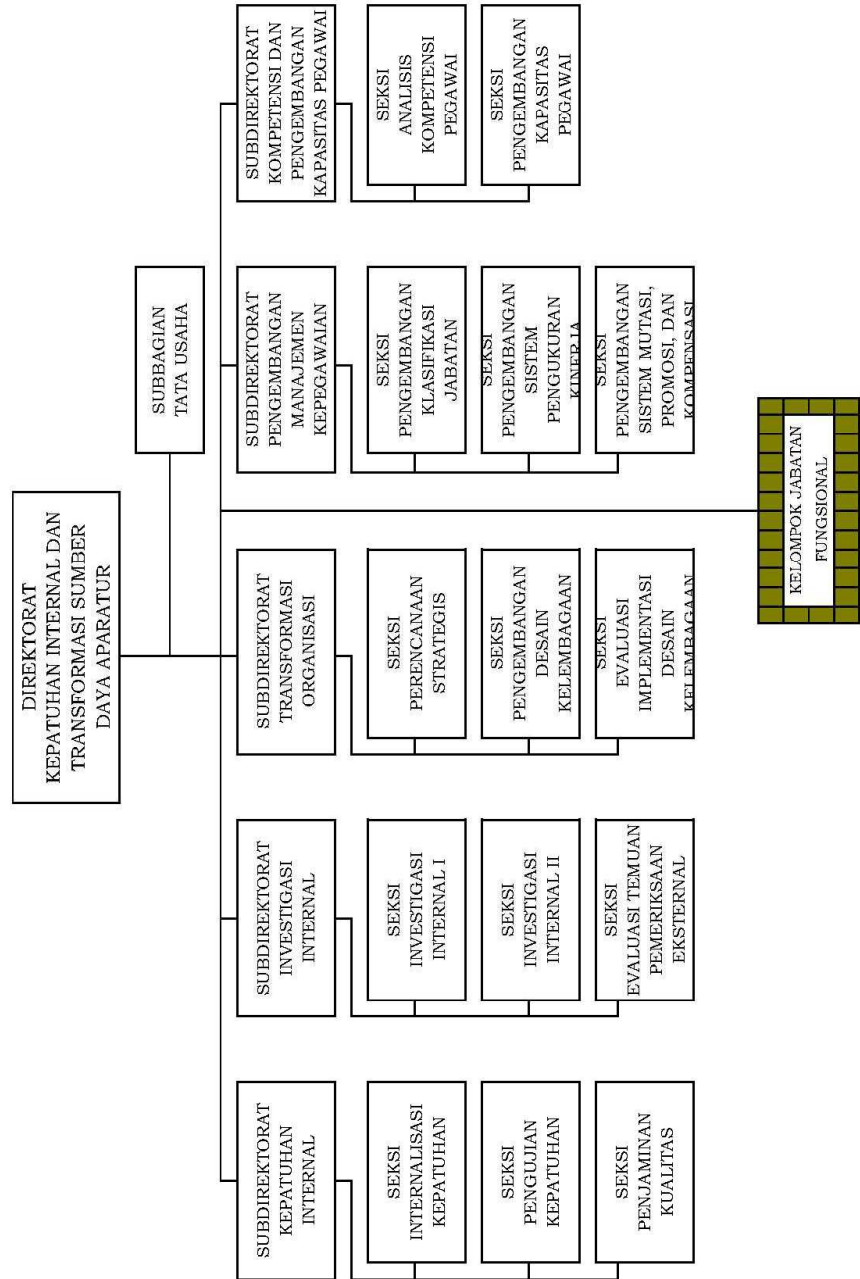 DIREKTORAT
KEPATUHAN INTERNAL DAN
TRANSFORMASI SUMBER
DAYA APARATUR
SUBBAGIAN
TATA USAHA
SUBDIREKTORAT
KEPATUHAN
INTERNAL
SEKSI
INTERNALISASI
KEPATUHAN
SEKSI
PENGUJIAN
KEPATUHAN
SEKSI
PENJAMINAN
KUALITAS
SUBDIREKTORAT
INVESTIGASI
INTERNAL
SEKSI
INVESTIGASI
INTERNAL I
SEKSI
INVESTIGASI
INTERNAL II
SEKSI
EVALUASI TEMUAN
PEMERIKSAAN
EKSTERNAL
SUBDIREKTORAT
TRANSFORMASI
ORGANISASI
SEKSI
PERENCANAAN
STRATEGIS
SEKSI
PENGEMBANGAN
DESAIN
KELEMBAGAAN
SEKSI
EVALUASI
IMPLEMENTASI
DESAIN
KELEMBAGAAN
SUBDIREKTORAT
PENGEMBANGAN
MANAJEMEN
KEPEGAWAIAN
SEKSI
PENGEMBANGAN
KLASIFIKASI
JABATAN
SEKSI
PENGEMBANGAN
SISTEM
PENGUKURAN
KINERJA
SEKSI
PENGEMBANGAN
SISTEM MUTASI,
PROMOSI, DAN
KOMPENSASI
SUBDIREKTORAT
KOMPETENSI DAN
PENGEMBANGAN
KAPASITAS PEGAWAI
SEKSI
ANALISIS
KOMPETENSI
PEGAWAI
SEKSI
PENGEMBANGAN
KAPASITAS
PEGAWAI
KELOMPOK JABATAN
FUNGSIONAL